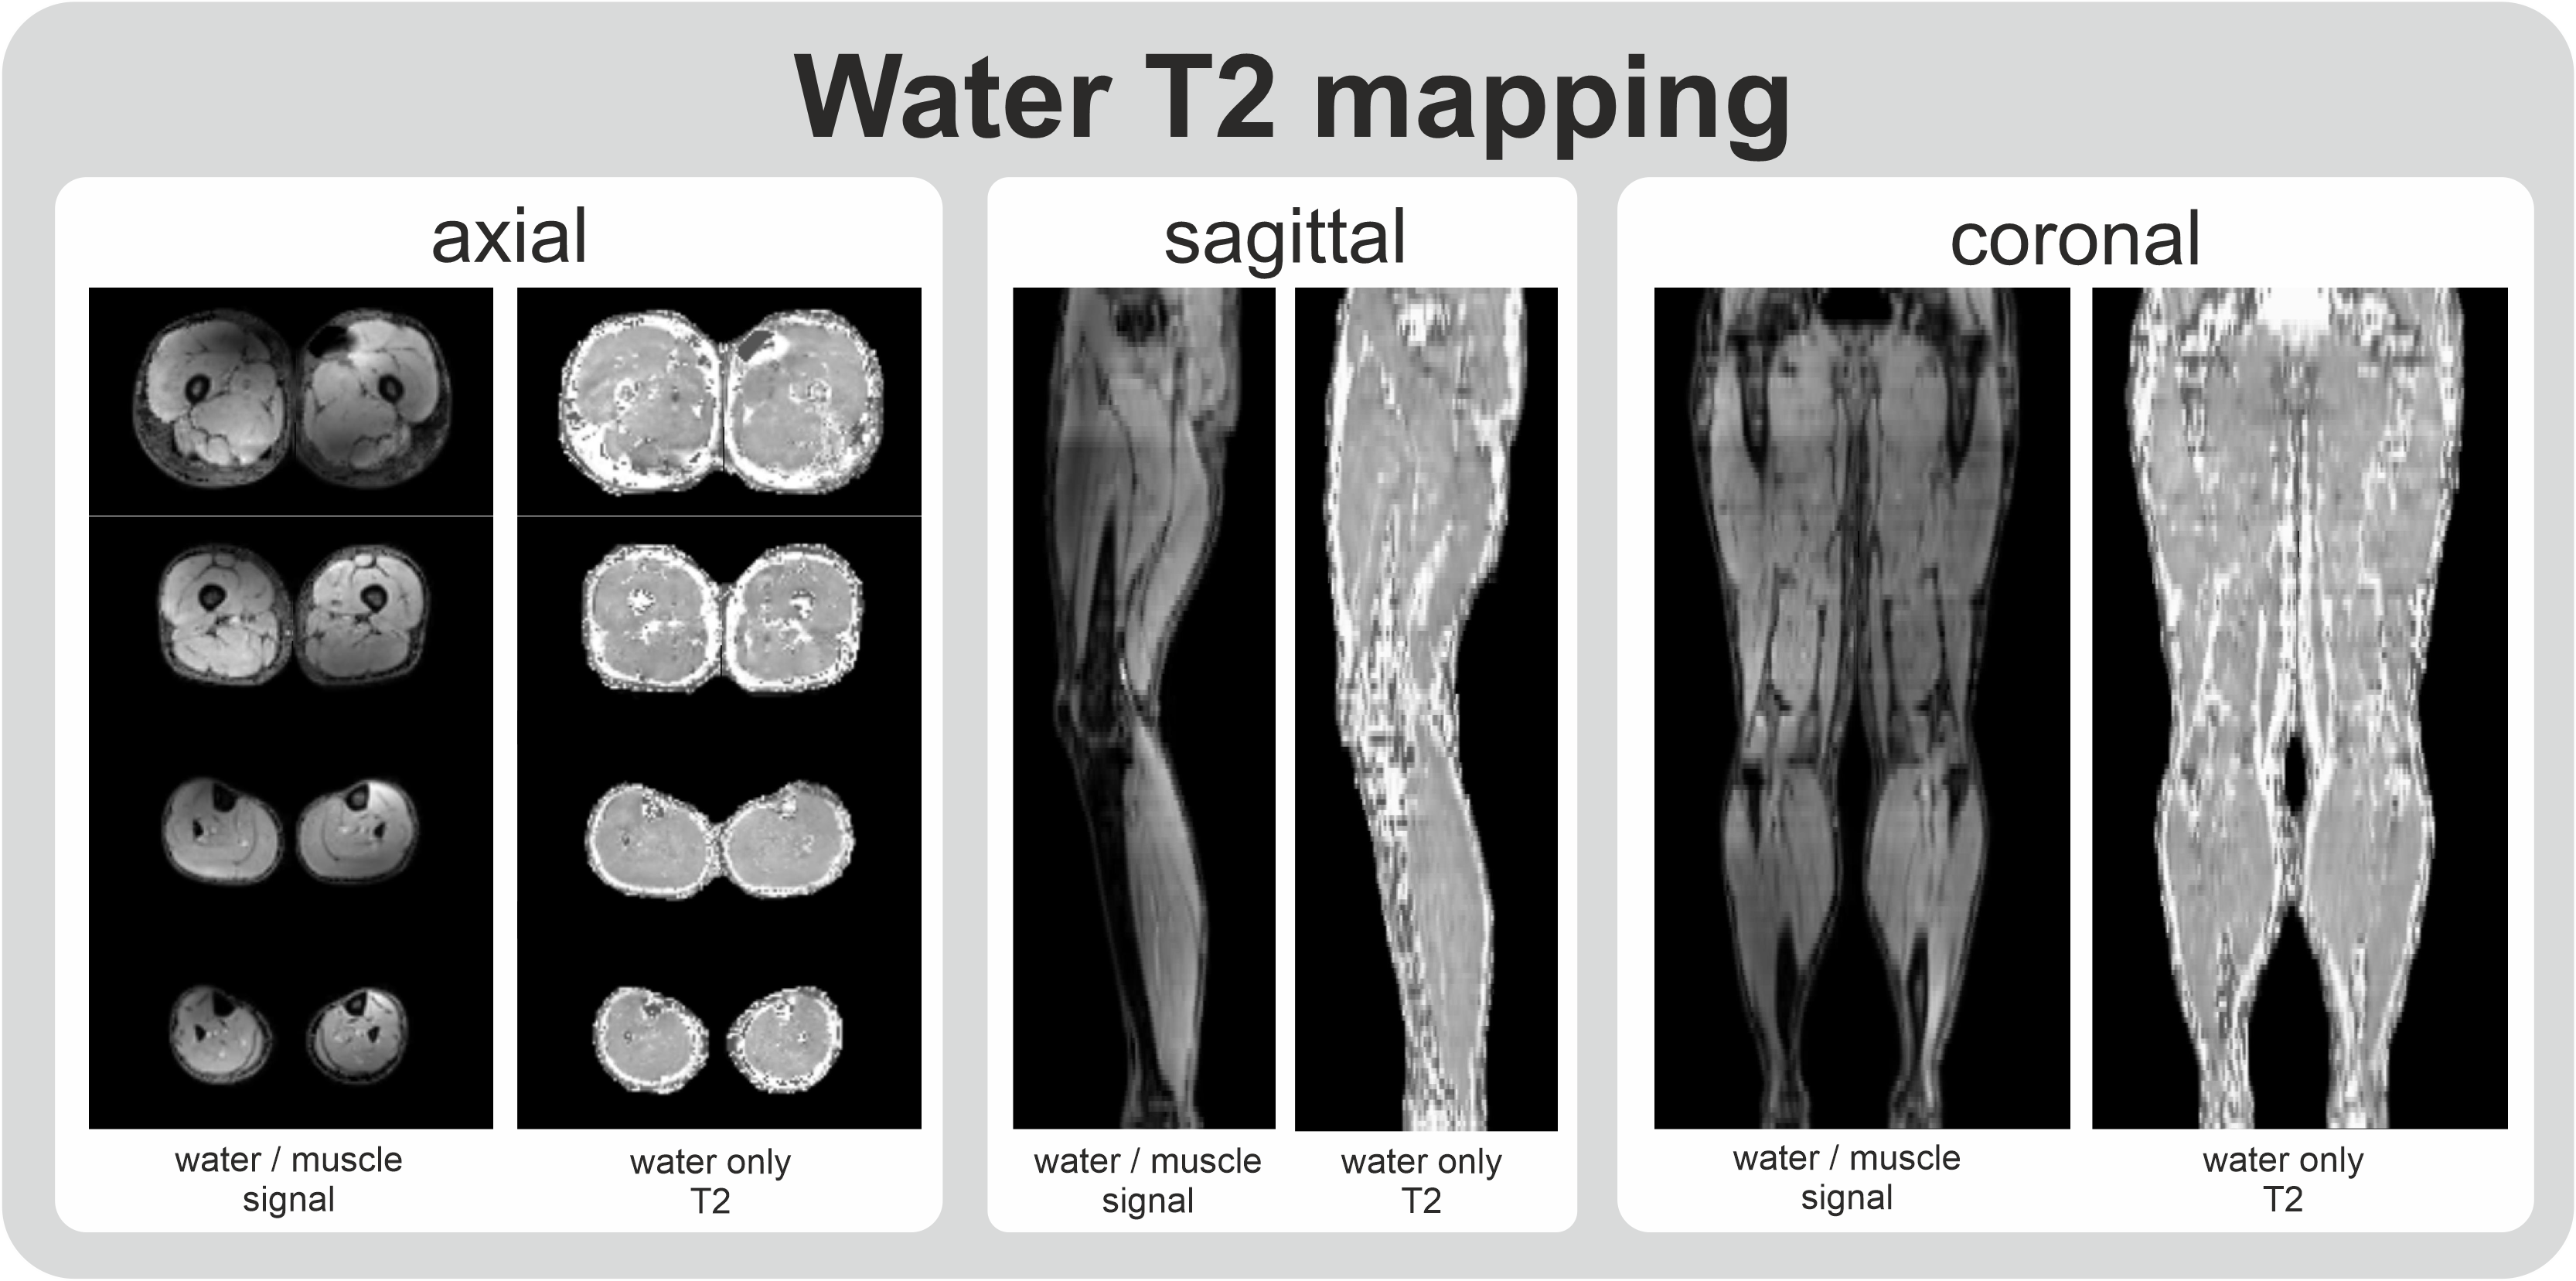 Water T2 mapping
axial
water / muscle
signal
water only
T2
sagittal
water / muscle
signal
water only
T2
coronal
water / muscle
signal
water only
T2